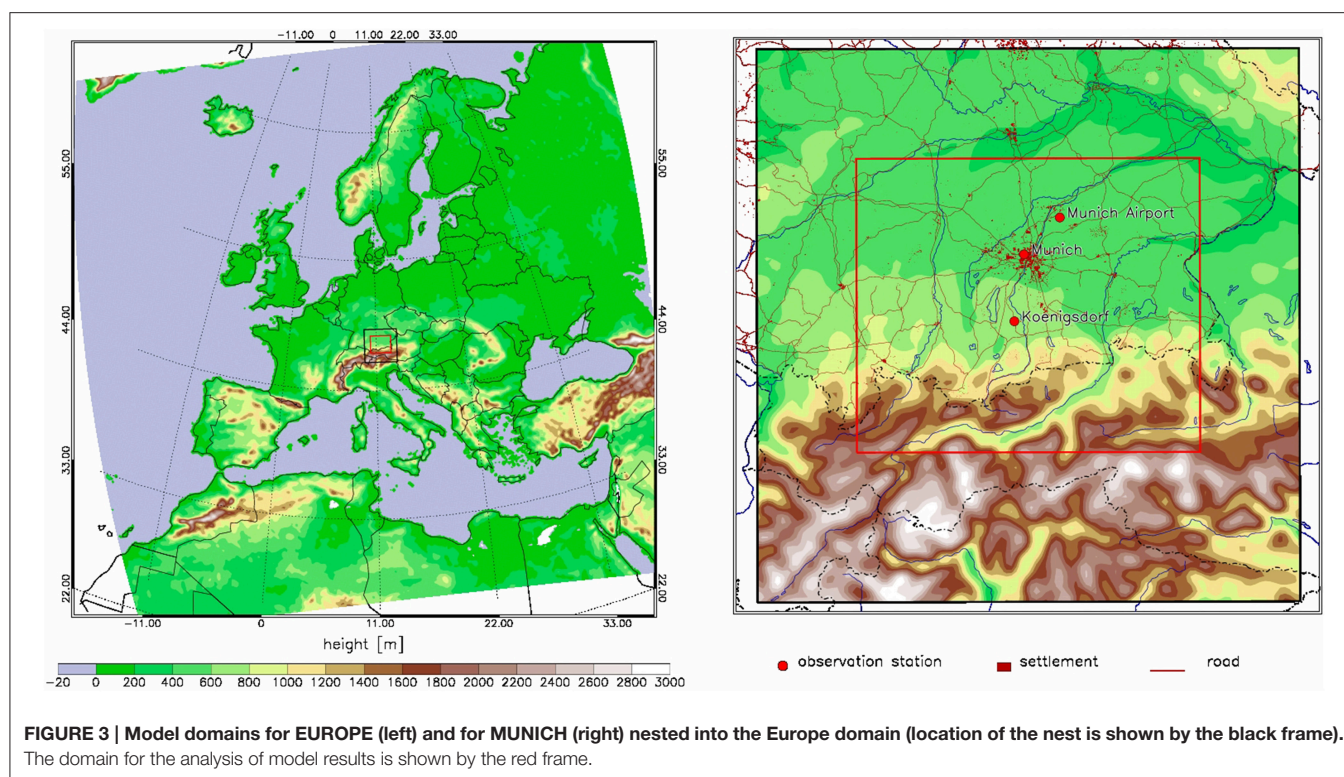 -11.00 0 11.00 22.00 33.00
55.00 55.00
44.00 44.00
33.00 33.00
22.00 22.00
-11.00 0 11.00 22.00 33.00
height [m]
-20 0 200 400 600 800 1000 1200 1400 1600 1800 2000 2200 2400 2600 2800 3000
Munich Airport
Munich
Koenigsdorf
observation station settlement road
FIGURE 3 | Model domains for EUROPE (left) and for MUNICH (right) nested into the Europe domain (location of the nest is shown by the black frame).
The domain for the analysis of model results is shown by the red frame.